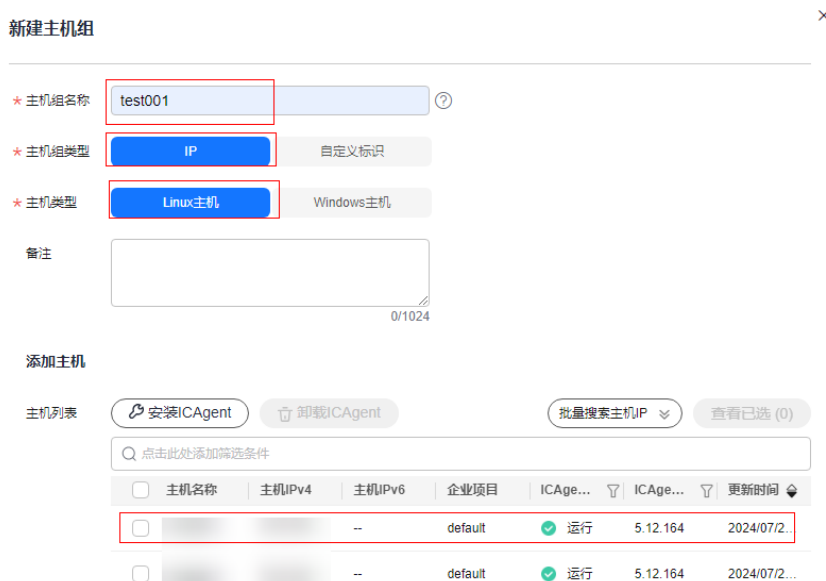 新建主机组
* 主机组名称 test001 ?
* 主机组类型 IP 自定义标识
* 主机类型 Linux主机 Windows主机
备注
0/1024
添加主机
主机列表 安装ICAgent 卸载ICAgent 批量搜索主机IP 查看已选 (0)
点击此处添加筛选条件
主机名称 主机IPv4 主机IPv6 企业项目 ICAge... ICAge... 更新时间
-- default 运行 5.12.164 2024/07/2...
-- default 运行 5.12.164 2024/07/2...